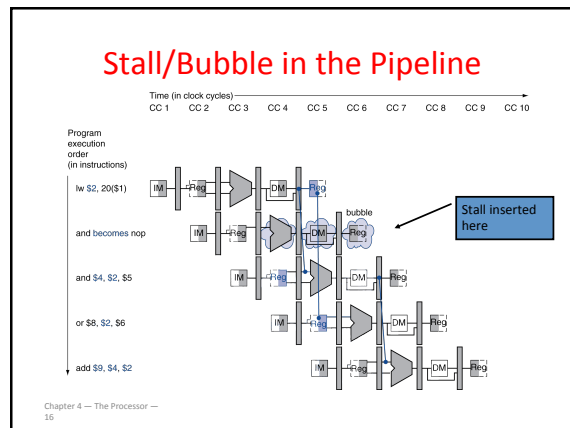 Stall/Bubble in the Pipeline
Time (in clock cycles)
CC 1 CC 2 CC 3 CC 4 CC 5 CC 6 CC 7 CC 8 CC 9 CC 10
Program
execution
order
(in instructions)
lw $2, 20($1)
IM Reg DM Reg
bubble
Stall inserted
here
and becomes nop
IM Reg DM Reg
and $4, $2, $5
IM Reg DM Reg
or $8, $2, $6
IM Reg DM Reg
add $9, $4, $2
IM Reg DM Reg
Chapter 4 — The Processor —
16